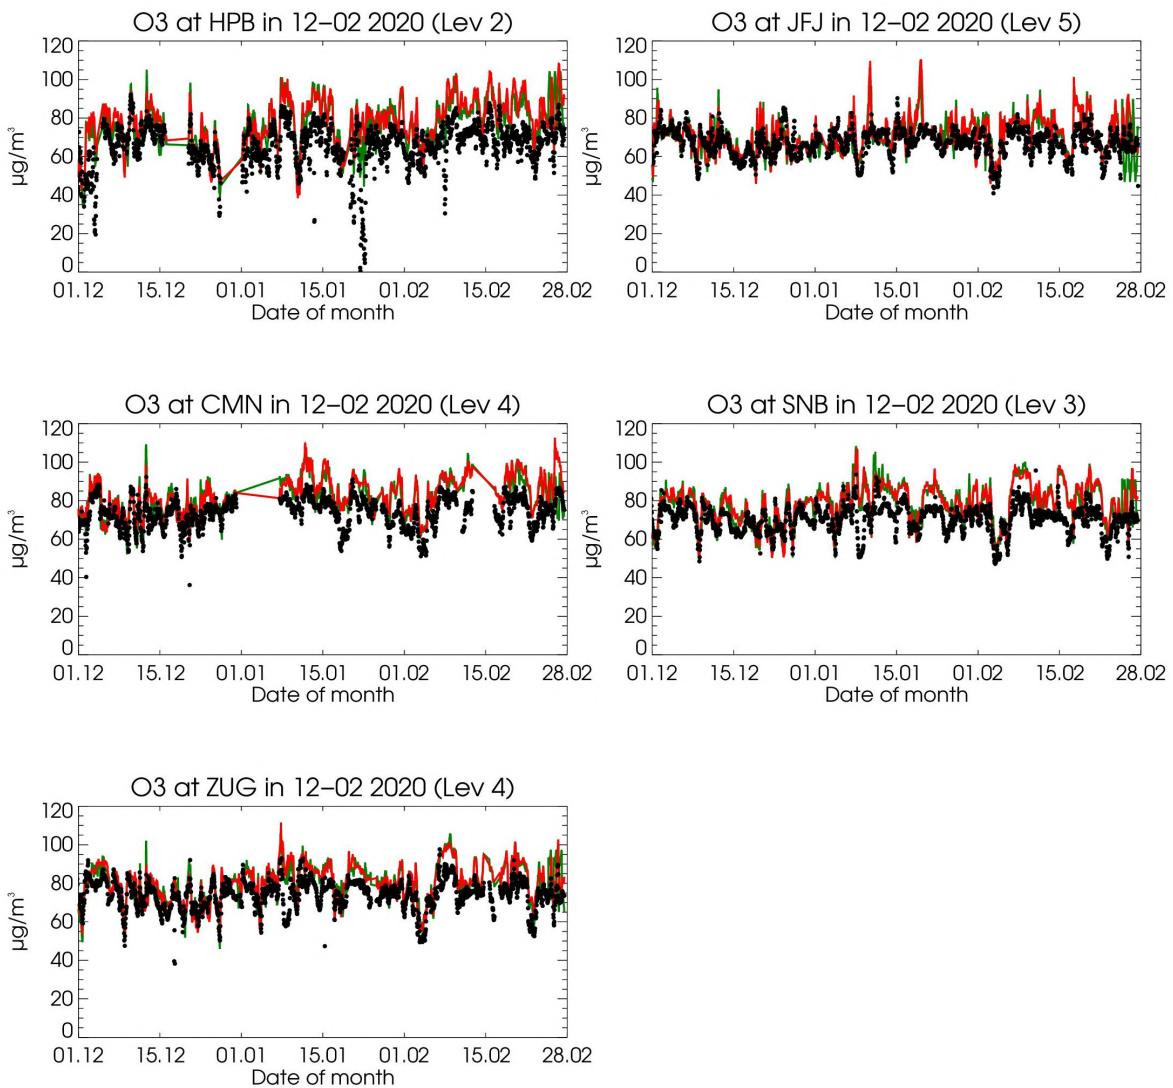 O3 at HPB in 12–02 2020 (Lev 2)
120
100
80
60
40
20
0
µg/m³
01.12 15.12 01.01 15.01 01.02 15.02 28.02
Date of month
O3 at JFJ in 12–02 2020 (Lev 5)
120
100
80
60
40
20
0
µg/m³
01.12 15.12 01.01 15.01 01.02 15.02 28.02
Date of month
O3 at CMN in 12–02 2020 (Lev 4)
120
100
80
60
40
20
0
µg/m³
01.12 15.12 01.01 15.01 01.02 15.02 28.02
Date of month
O3 at SNB in 12–02 2020 (Lev 3)
120
100
80
60
40
20
0
µg/m³
01.12 15.12 01.01 15.01 01.02 15.02 28.02
Date of month
O3 at ZUG in 12–02 2020 (Lev 4)
120
100
80
60
40
20
0
µg/m³
01.12 15.12 01.01 15.01 01.02 15.02 28.02
Date of month